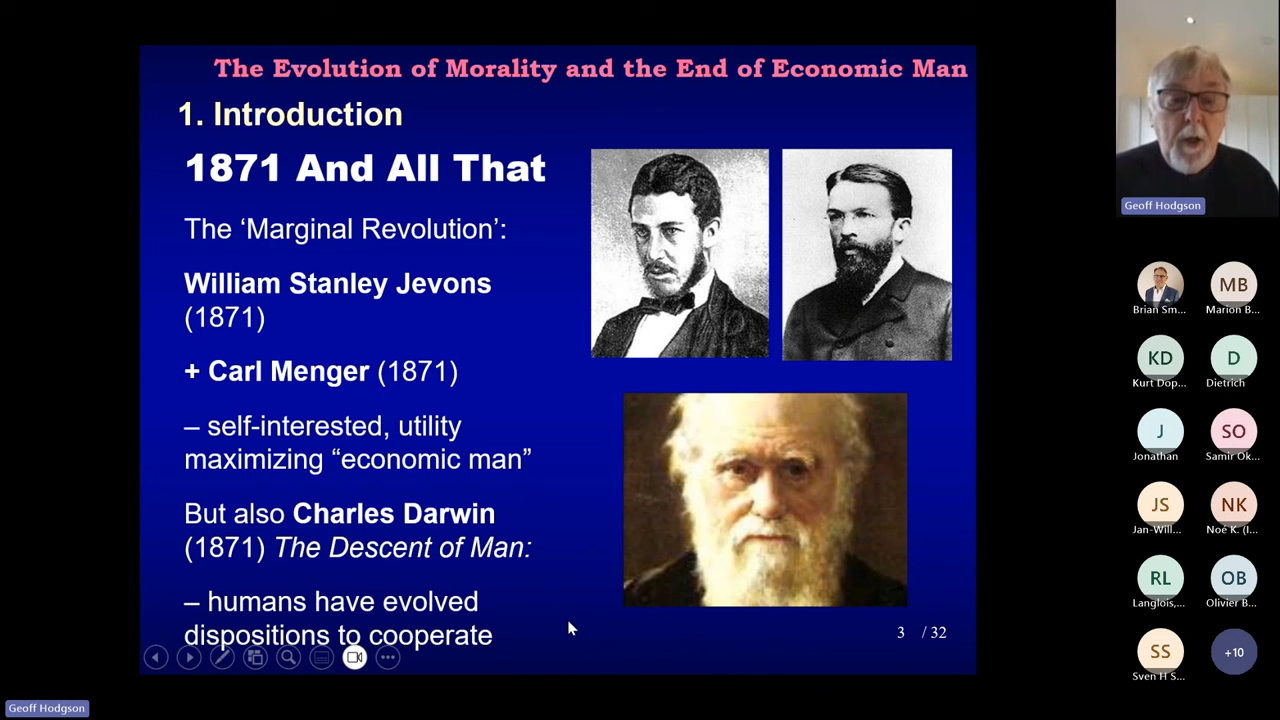 The Evolution of Morality and the End of Economic Man
1. Introduction
1871 And All That
The ‘Marginal Revolution’:
William Stanley Jevons
(1871)
+ Carl Menger (1871)
– self-interested, utility
maximizing “economic man”
But also Charles Darwin
(1871) The Descent of Man:
– humans have evolved
dispositions to cooperate
3 / 32
Geoff Hodgson
Geoff Hodgson
MB
Brian Sm...
Marion B...
KD
D
Kurt Dop...
Dietrich
J
SO
Jonathan
Samir Ok...
JS
NK
Jan-Will...
Noé K. (I...
RL
OB
Langlois,...
Olivier B...
SS
+10
Sven H S...